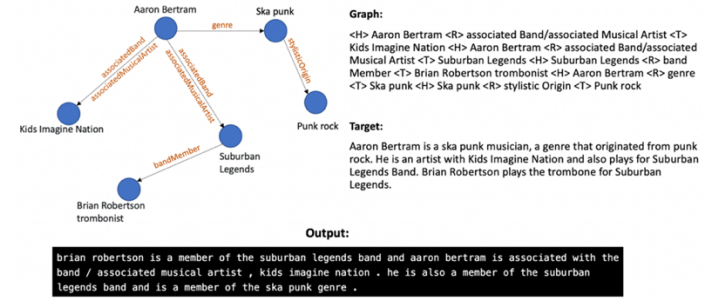 Aaron Bertram
Ska punk
genre
associatedBand
associatedMusicalArtist
associatedBand
associatedMusicalArtist
stylisticOrigin
Kids Imagine Nation
Punk rock
Suburban
Legends
bandMember
Brian Robertson
trombonist
Graph:
<H> Aaron Bertram <R> associated Band/associated Musical Artist <T>
Kids Imagine Nation <H> Aaron Bertram <R> associated Band/associated
Musical Artist <T> Suburban Legends <H> Suburban Legends <R> band
Member <T> Brian Robertson trombonist <H> Aaron Bertram <R> genre
<T> Ska punk <H> Ska punk <R> stylistic Origin <T> Punk rock
Target:
Aaron Bertram is a ska punk musician, a genre that originated from punk
rock. He is an artist with Kids Imagine Nation and also plays for Suburban
Legends Band. Brian Robertson plays the trombone for Suburban
Legends.
Output:
brian robertson is a member of the suburban legends band and aaron bertram is associated with the
band / associated musical artist , kids imagine nation . he is also a member of the suburban
legends band and is a member of the ska punk genre .